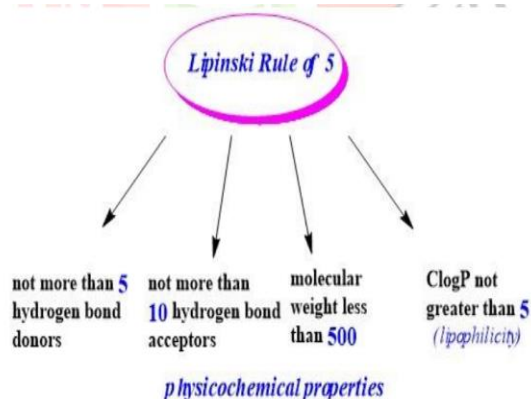 Lipinski Rule of 5
not more than 5
hydrogen bond
donors
not more than
10 hydrogen bond
acceptors
molecular
weight less
than 500
ClogP not
greater than 5
(lipophilicity)
physicochemical properties